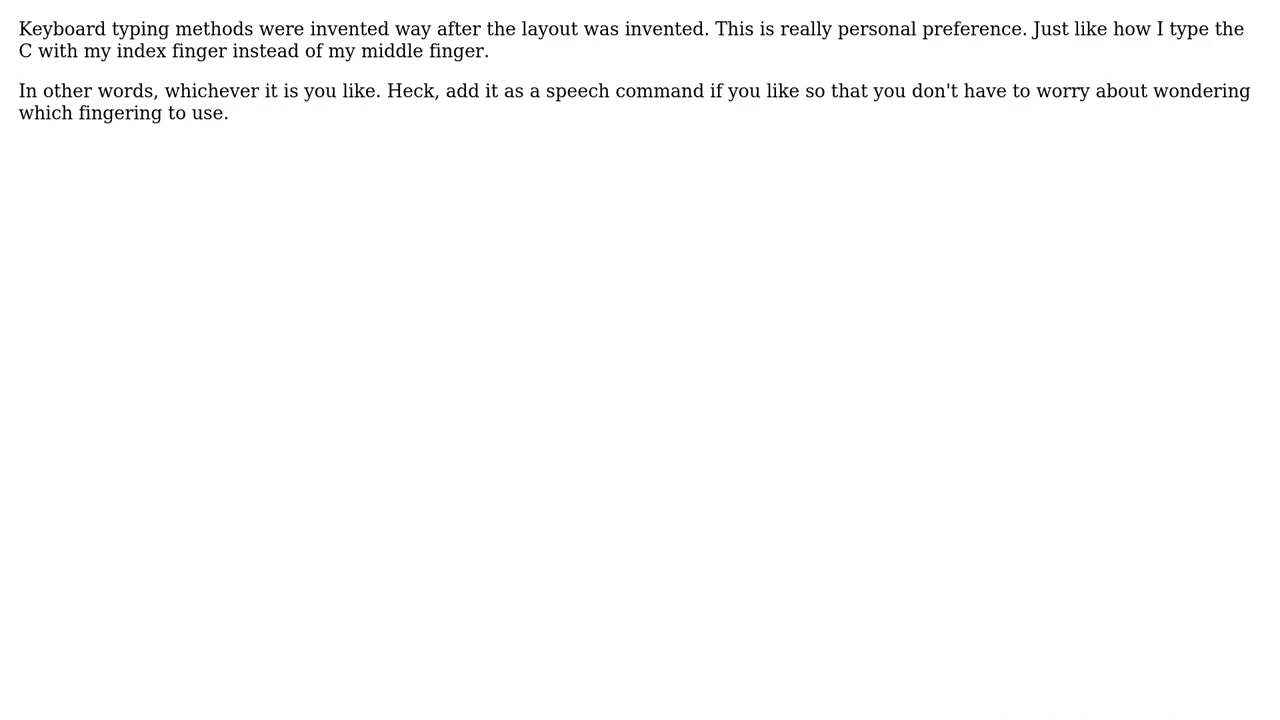 Keyboard typing methods were invented way after the layout was invented. This is really personal preference. Just like how I type the
C with my index finger instead of my middle finger.
In other words, whichever it is you like. Heck, add it as a speech command if you like so that you don't have to worry about wondering
which fingering to use.